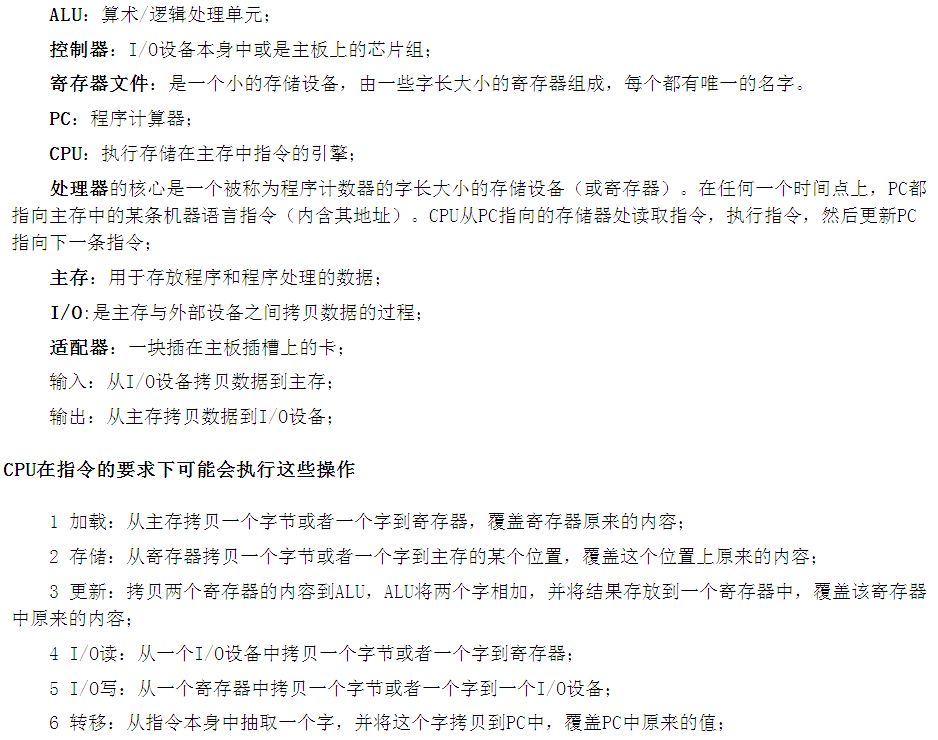 ALU：算术/逻辑处理单元；
控制器：I/O设备本身中或是主板上的芯片组；
寄存器文件：是一个小的存储设备，由一些字长大小的寄存器组成，每个都有唯一的名字。
PC：程序计算器；
CPU：执行存储在主存中指令的引擎；
处理器的核心是一个被称为程序计数器的字长大小的存储设备（或寄存器）。在任何一个时间点上，PC都
指向主存中的某条机器语言指令（内含其地址）。CPU从PC指向的存储器处读取指令，执行指令，然后更新PC
指向下一条指令；
主存：用于存放程序和程序处理的数据；
I/O:是主存与外部设备之间拷贝数据的过程；
适配器：一块插在主板插槽上的卡；
输入：从I/O设备拷贝数据到主存；
输出：从主存拷贝数据到I/O设备；
CPU在指令的要求下可能会执行这些操作
1 加载：从主存拷贝一个字节或者一个字到寄存器，覆盖寄存器原来的内容；
2 存储：从寄存器拷贝一个字节或者一个字到主存的某个位置，覆盖这个位置上原来的内容；
3 更新：拷贝两个寄存器的内容到ALU，ALU将两个字相加，并将结果存放到一个寄存器中，覆盖该寄存器
中原来的内容；
4 I/O读：从一个I/O设备中拷贝一个字节或者一个字到寄存器；
5 I/O写：从一个寄存器中拷贝一个字节或者一个字到一个I/O设备；
6 转移：从指令本身中抽取一个字，并将这个字拷贝到PC中，覆盖PC中原来的值；